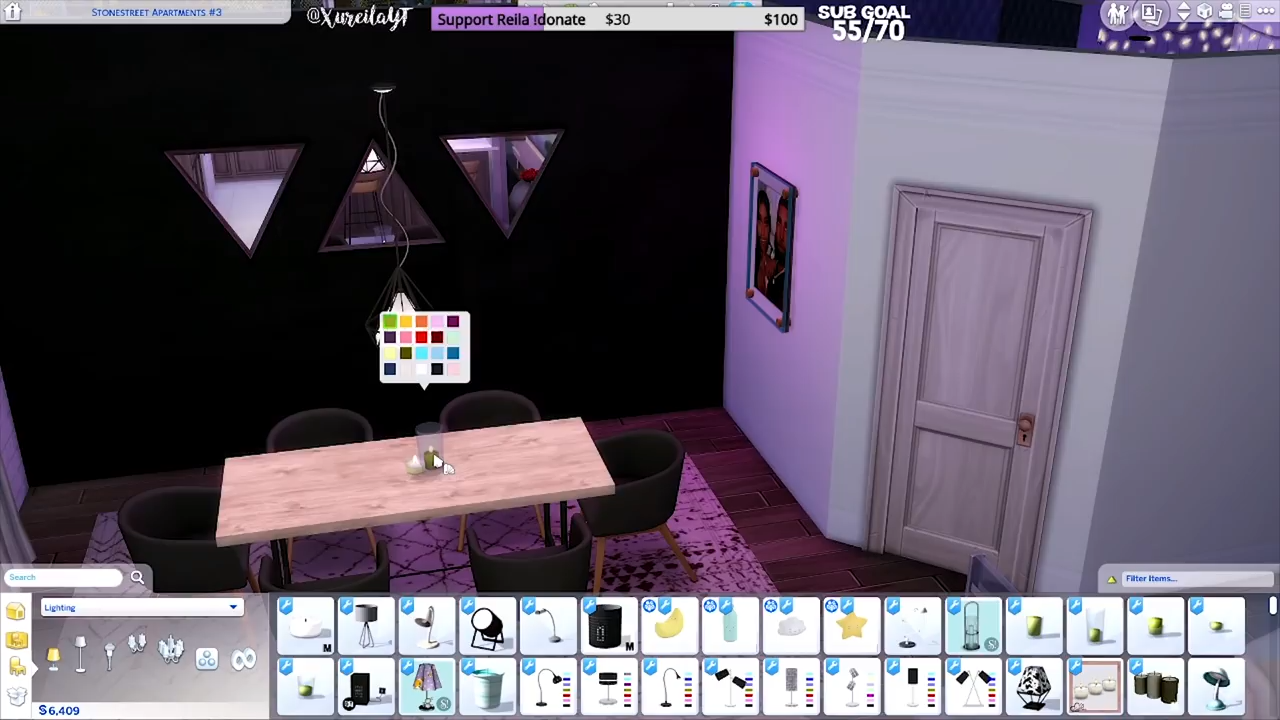 STONESTREET APARTMENTS #3
@XureilaYT
Support Reila !donate $30 $100
SUB GOAL
55/70
Search
Filter Items...
Lighting
M
M
$6,409